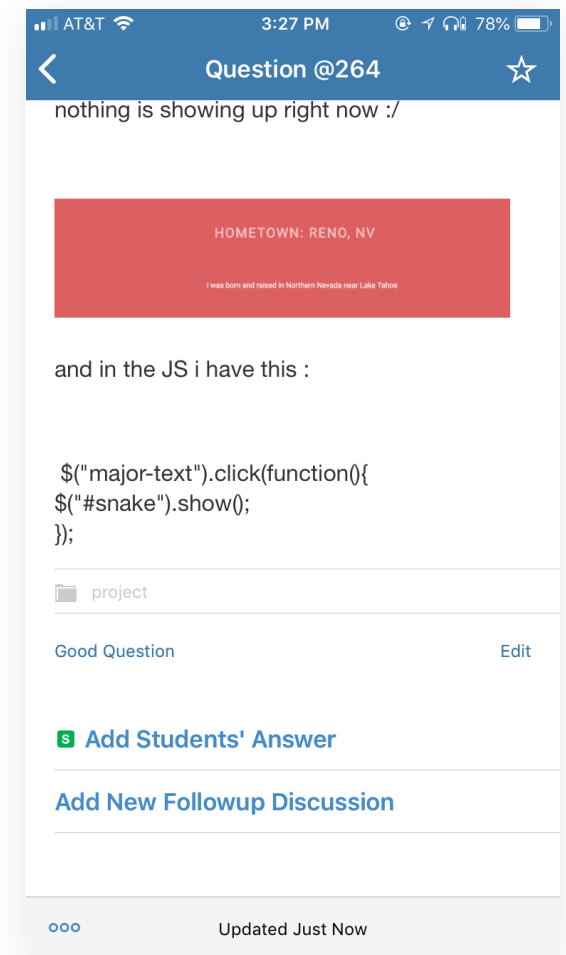 AT&T 3:27 PM 78%
Question @264
nothing is showing up right now :/
HOMETOWN: RENO, NV
I was born and raised in Northern Nevada near Lake Tahoe
and in the JS i have this :
$("major-text").click(function(){
$("#snake").show();
});
project
Good Question Edit
S Add Students' Answer
Add New Followup Discussion
Updated Just Now